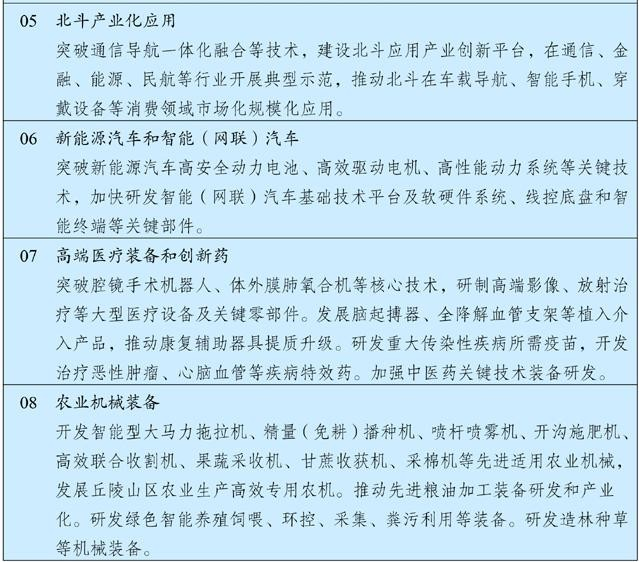 05 北斗产业化应用
突破通信导航一体化融合等技术，建设北斗应用产业创新平台，在通信、金
融、能源、民航等行业开展典型示范，推动北斗在车载导航、智能手机、穿
戴设备等消费领域市场化规模化应用。
06 新能源汽车和智能（网联）汽车
突破新能源汽车高安全动力电池、高效驱动电机、高性能动力系统等关键技
术，加快研发智能（网联）汽车基础技术平台及软硬件系统、线控底盘和智
能终端等关键部件。
07 高端医疗装备和创新药
突破腔镜手术机器人、体外膜肺氧合机等核心技术，研制高端影像、放射治
疗等大型医疗设备及关键零部件。发展脑起搏器、全降解血管支架等植入介
入产品，推动康复辅助器具提质升级。研发重大传染性疾病所需疫苗，开发
治疗恶性肿瘤、心脑血管等疾病特效药。加强中医药关键技术装备研发。
08 农业机械装备
开发智能型大马力拖拉机、精量（免耕）播种机、喷杆喷雾机、开沟施肥机、
高效联合收割机、果蔬采收机、甘蔗收获机、采棉机等先进适用农业机械，
发展丘陵山区农业生产高效专用农机。推动先进粮油加工装备研发和产业
化。研发绿色智能养殖饲喂、环控、采集、粪污利用等装备。研发造林种草
等机械装备。